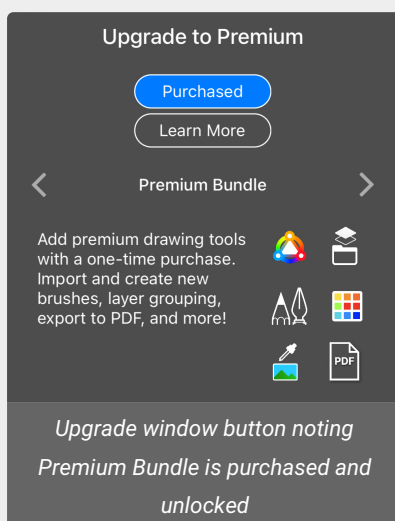 Upgrade to Premium
Purchased
Learn More
Premium Bundle
Add premium drawing tools
with a one-time purchase.
Import and create new
brushes, layer grouping,
export to PDF, and more!
PDF
Upgrade window button noting
Premium Bundle is purchased and
unlocked